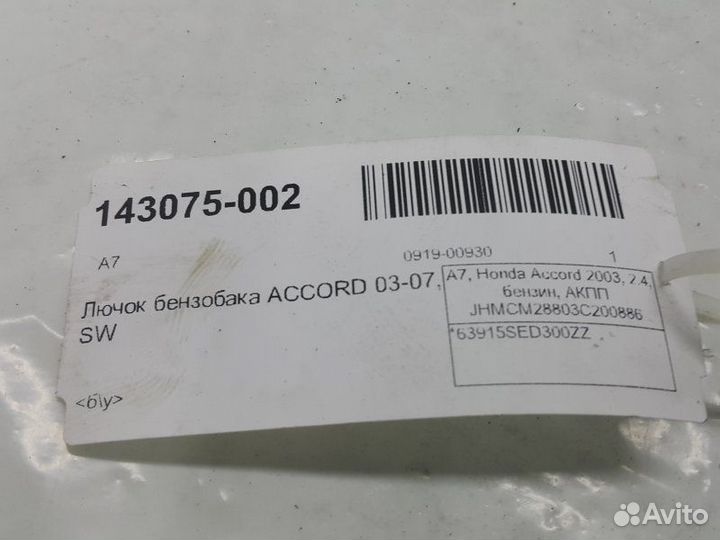 143075-002
0919-00930 1
A7
Лючок бензобака ACCORD 03-07,
SW
A7, Honda Accord 2003, 2.4,
бензин, АКПП
JHMCM28803C200886
*63915SED300ZZ
<б\у>
Avito